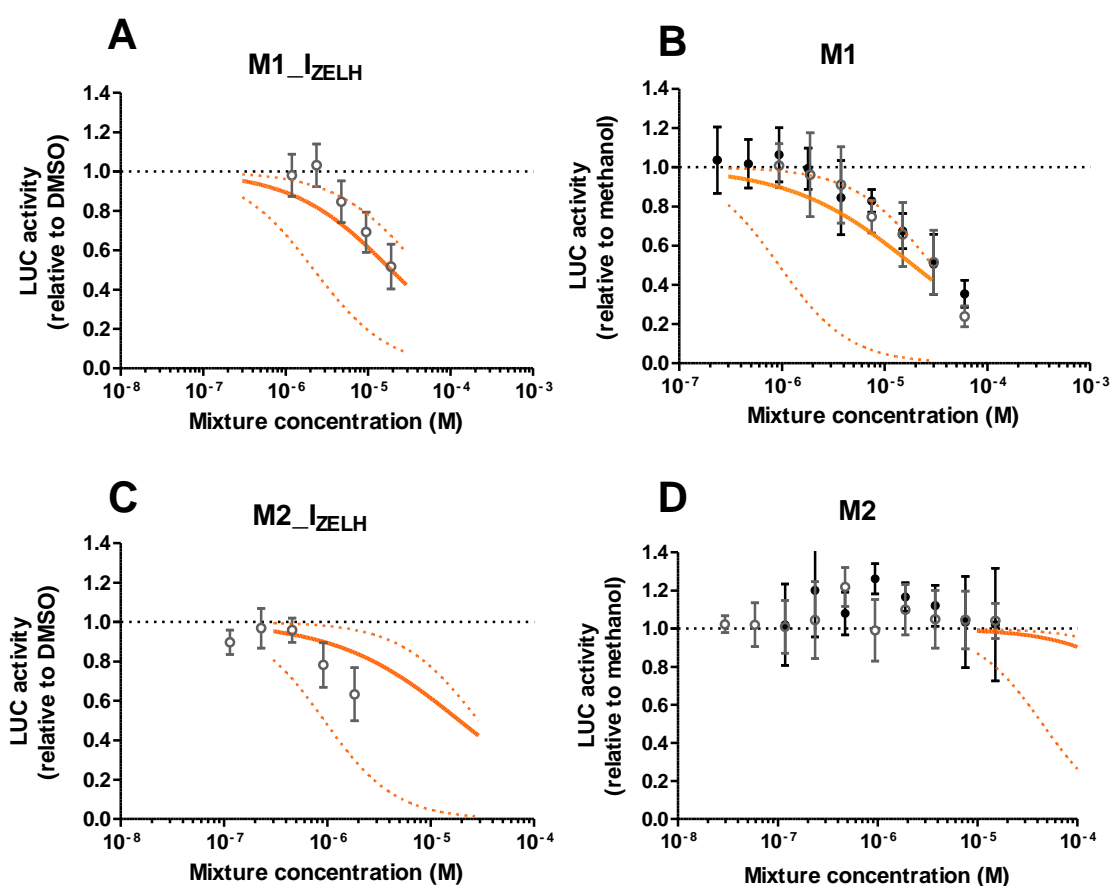 A
M1_I_ZELH
LUC activity
(relative to DMSO)
1.4
1.2
1.0
0.8
0.6
0.4
0.2
0.0
10⁻⁸ 10⁻⁷ 10⁻⁶ 10⁻⁵ 10⁻⁴ 10⁻³
Mixture concentration (M)
B
M1
LUC activity
(relative to methanol)
1.4
1.2
1.0
0.8
0.6
0.4
0.2
0.0
10⁻⁷ 10⁻⁶ 10⁻⁵ 10⁻⁴ 10⁻³
Mixture concentration (M)
C
M2_I_ZELH
LUC activity
(relative to DMSO)
1.4
1.2
1.0
0.8
0.6
0.4
0.2
0.0
10⁻⁸ 10⁻⁷ 10⁻⁶ 10⁻⁵ 10⁻⁴
Mixture concentration (M)
D
M2
LUC activity
(relative to methanol)
1.4
1.2
1.0
0.8
0.6
0.4
0.2
0.0
10⁻⁸ 10⁻⁷ 10⁻⁶ 10⁻⁵ 10⁻⁴
Mixture concentration (M)